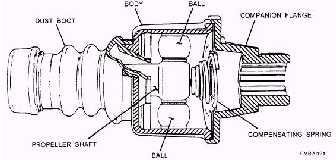 BODY
BALL
COMPANION FLANGE
DUST BOOT
COMPENSATING SPRING
PROPELLER SHAFT
BALL